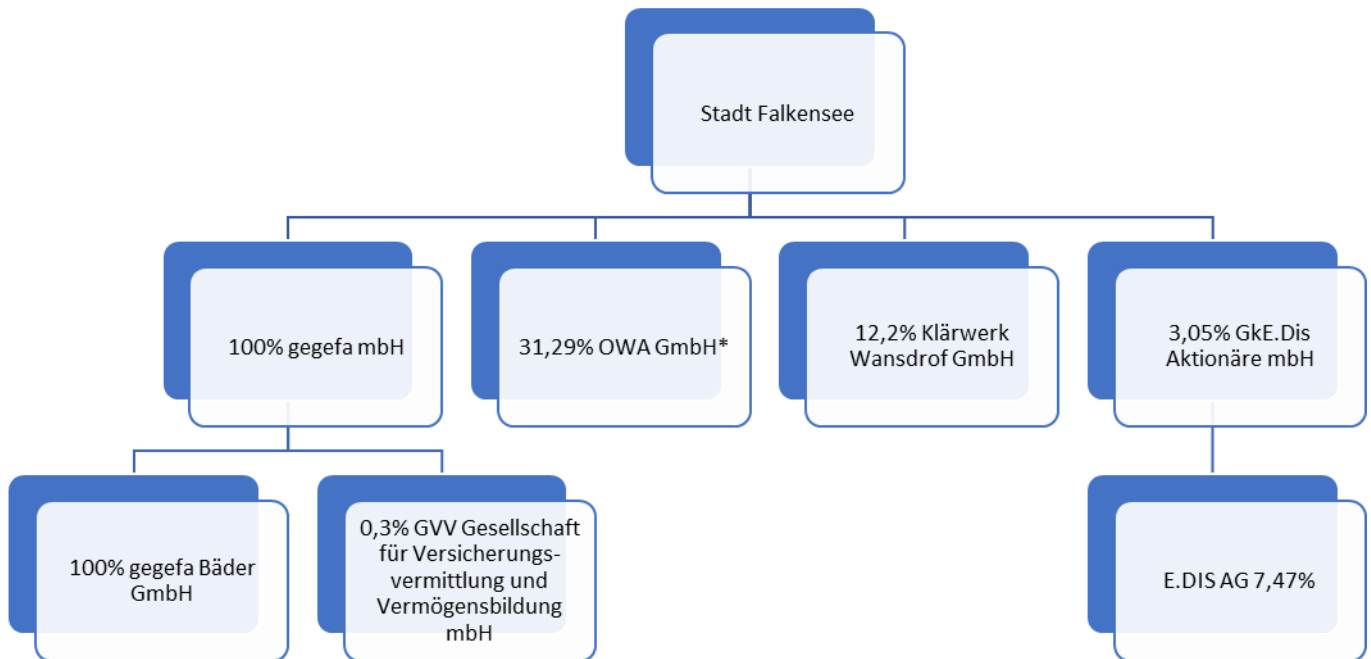 Stadt Falkensee
100% gegefa mbH
31,29% OWA GmbH*
12,2% Klärwerk
Wansdrof GmbH
3,05% GkE.Dis
Aktionäre mbH
100% gegefa Bäder
GmbH
0,3% GVV Gesellschaft
für Versicherungs-
vermittlung und
Vermögensbildung
mbH
E.DIS AG 7,47%